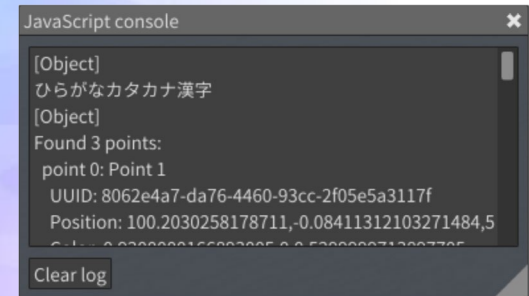 JavaScript console
[Object]
ひらがなカタカナ漢字
[Object]
Found 3 points:
point 0: Point 1
UUID: 8062e4a7-da76-4460-93cc-2f05e5a3117f
Position: 100.2030258178711,-0.08411312103271484,5
Clear log